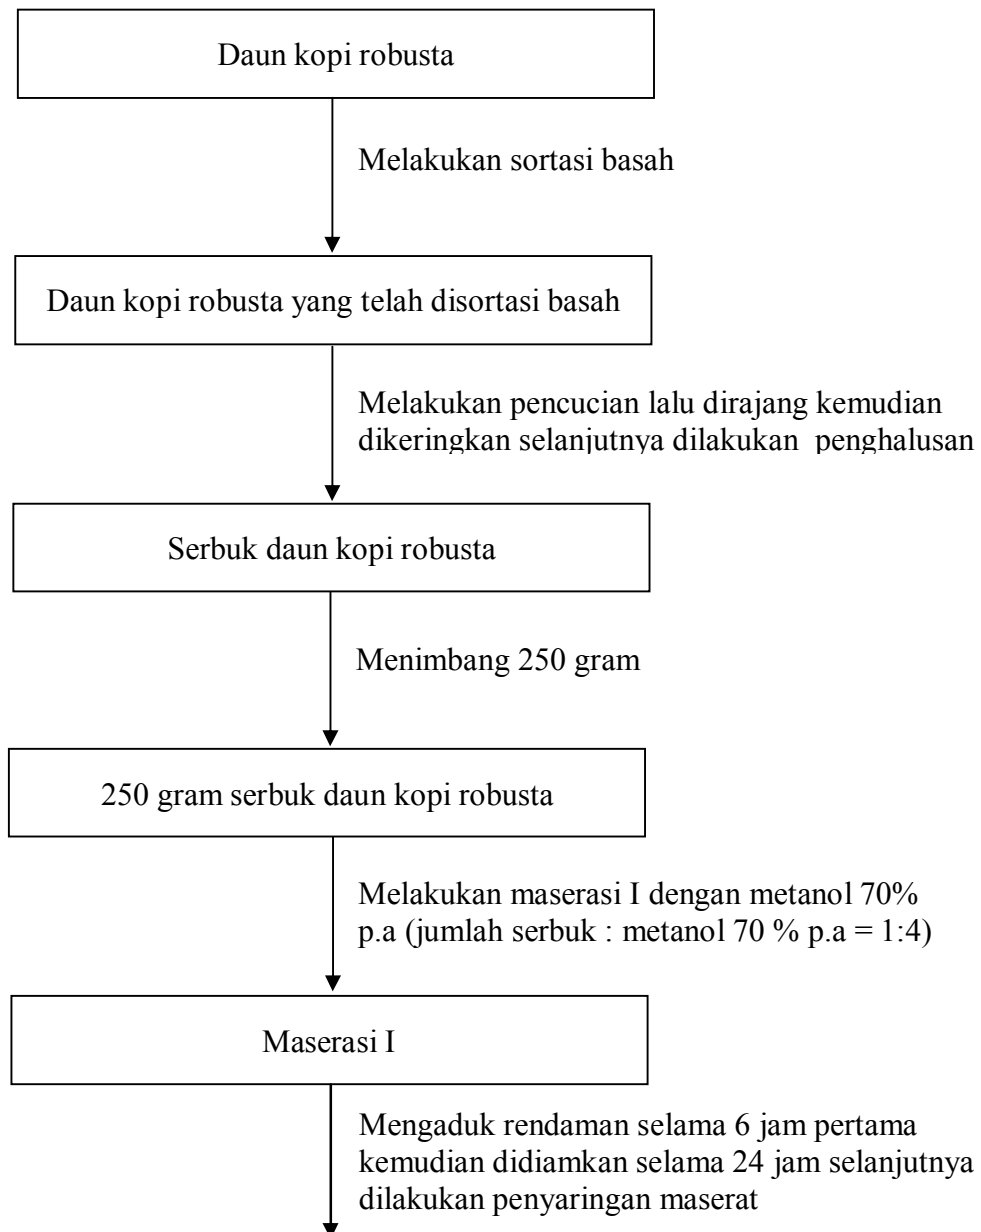 Daun kopi robusta
Melakukan sortasi basah
Daun kopi robusta yang telah disortasi basah
Melakukan pencucian lalu dirajang kemudian
dikeringkan selanjutnya dilakukan  penghalusan
Serbuk daun kopi robusta
Menimbang 250 gram
250 gram serbuk daun kopi robusta
Melakukan maserasi I dengan metanol 70%
p.a (jumlah serbuk : metanol 70 % p.a = 1:4)
Maserasi I
Mengaduk rendaman selama 6 jam pertama
kemudian didiamkan selama 24 jam selanjutnya
dilakukan penyaringan maserat